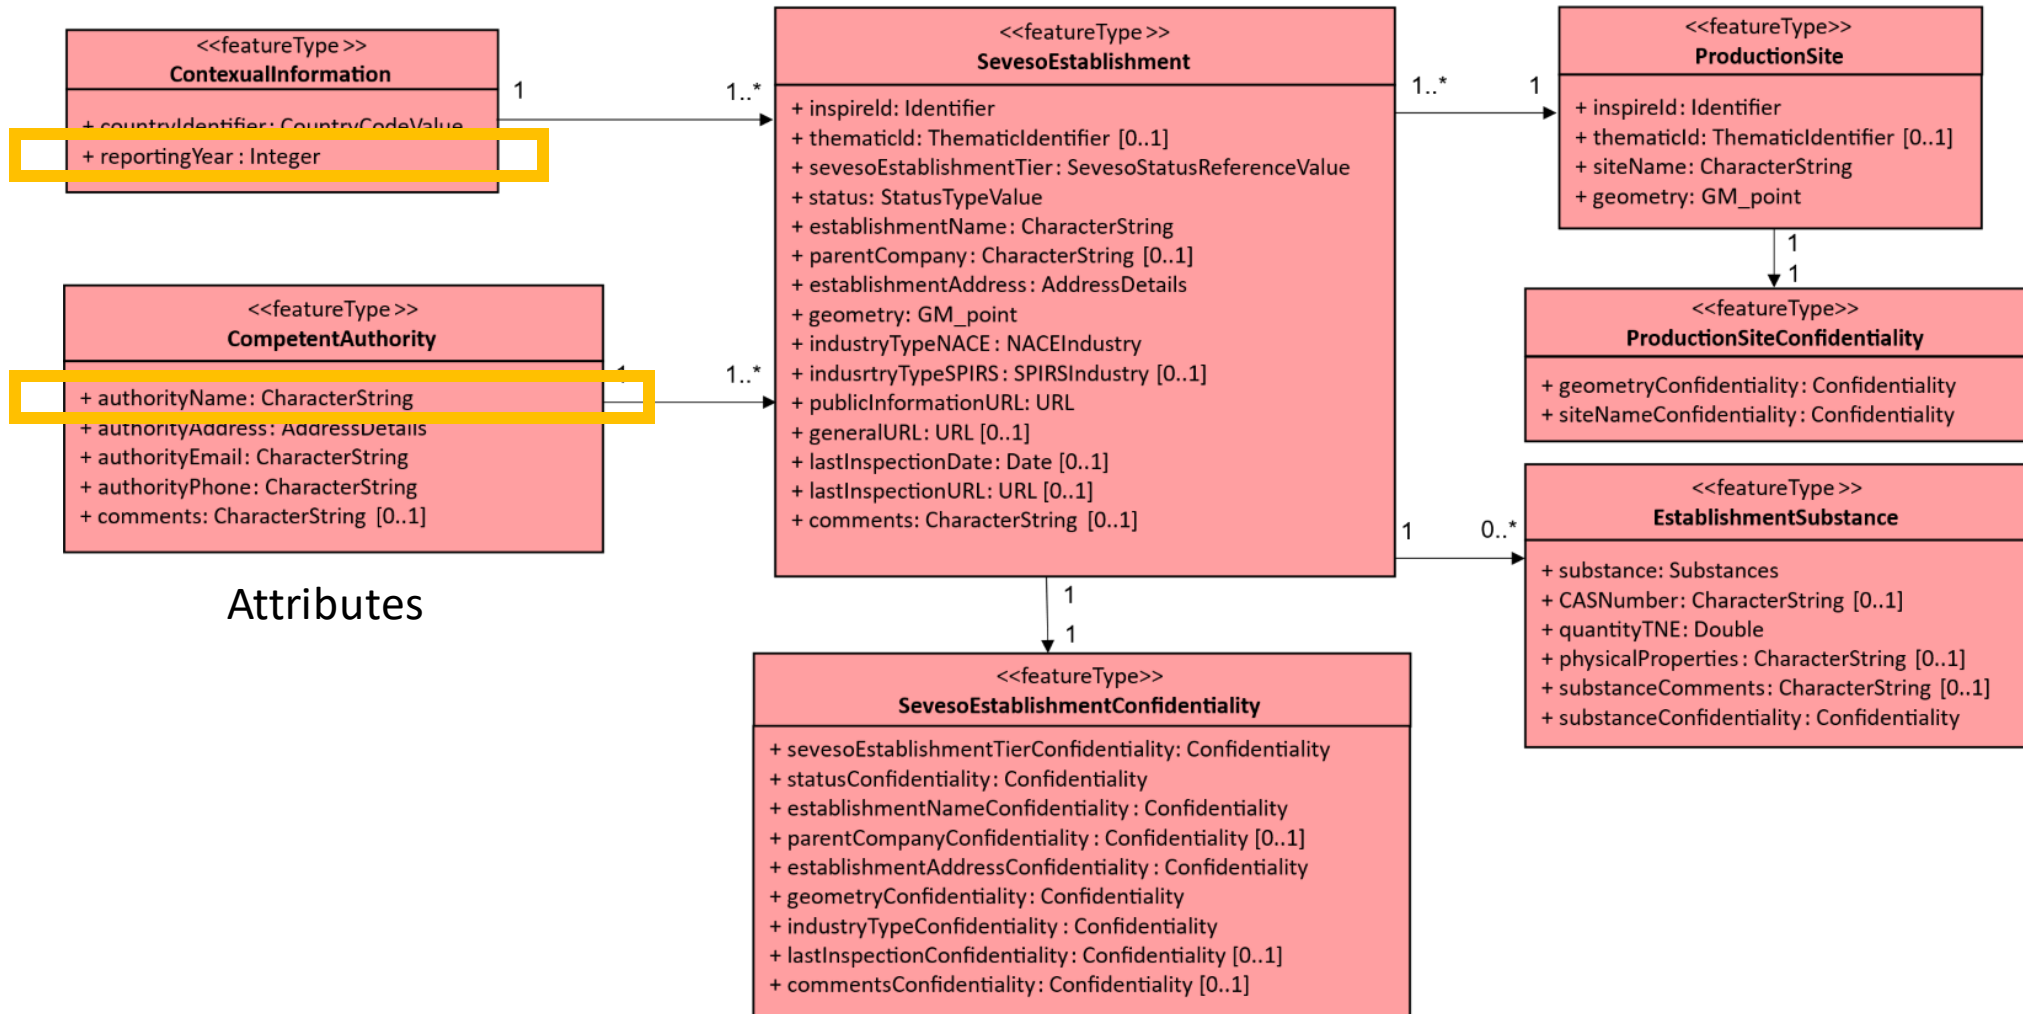 <<featureType>>
ContexualInformation
+ countryIdentifier: CountryCodeValue
+ reportingYear: Integer
1
1..*
<<featureType>>
CompetentAuthority
+ authorityName: CharacterString
+ authorityAddress: AddressDetails
+ authorityEmail: CharacterString
+ authorityPhone: CharacterString
+ comments: CharacterString [0..1]
1
1..*
Attributes
<<featureType>>
SevesoEstablishment
+ inspireId: Identifier
+ thematicId: ThematicIdentifier [0..1]
+ sevesoEstablishmentTier: SevesoStatusReferenceValue
+ status: StatusTypeValue
+ establishmentName: CharacterString
+ parentCompany: CharacterString [0..1]
+ establishmentAddress: AddressDetails
+ geometry: GM_point
+ industryTypeNACE: NACEIndustry
+ indusrtryTypeSPIRS: SPIRSIndustry [0..1]
+ publicInformationURL: URL
+ generalURL: URL [0..1]
+ lastInspectionDate: Date [0..1]
+ lastInspectionURL: URL [0..1]
+ comments: CharacterString [0..1]
1
1
<<featureType>>
SevesoEstablishmentConfidentiality
+ sevesoEstablishmentTierConfidentiality: Confidentiality
+ statusConfidentiality: Confidentiality
+ establishmentNameConfidentiality: Confidentiality
+ parentCompanyConfidentiality: Confidentiality [0..1]
+ establishmentAddressConfidentiality: Confidentiality
+ geometryConfidentiality: Confidentiality
+ industryTypeConfidentiality: Confidentiality
+ lastInspectionConfidentiality: Confidentiality [0..1]
+ commentsConfidentiality: Confidentiality [0..1]
1..*
1
<<featureType>>
ProductionSite
+ inspireId: Identifier
+ thematicId: ThematicIdentifier [0..1]
+ siteName: CharacterString
+ geometry: GM_point
1
1
<<featureType>>
ProductionSiteConfidentiality
+ geometryConfidentiality: Confidentiality
+ siteNameConfidentiality: Confidentiality
1
0..*
<<featureType>>
EstablishmentSubstance
+ substance: Substances
+ CASNumber: CharacterString [0..1]
+ quantityTNE: Double
+ physicalProperties: CharacterString [0..1]
+ substanceComments: CharacterString [0..1]
+ substanceConfidentiality: Confidentiality